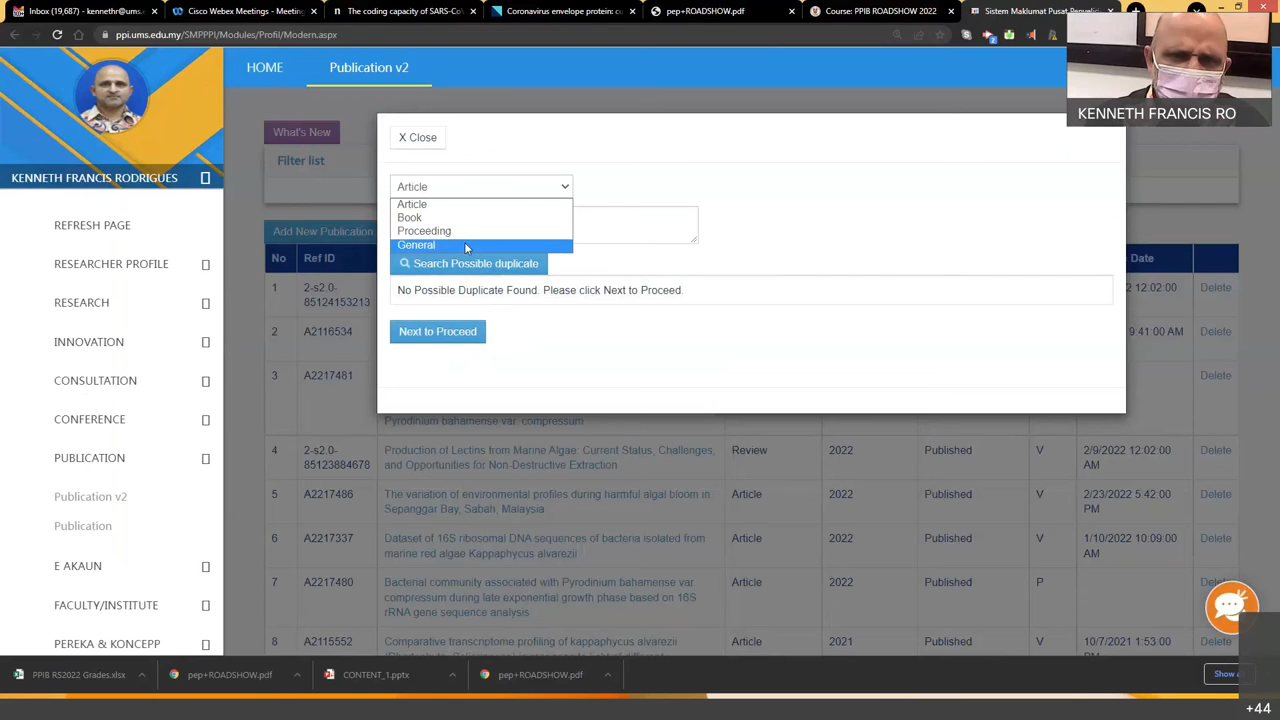 Inbox (19,687) - kennethr@ums.e
Cisco Webex Meetings - Meeting
The coding capacity of SARS-CoV
Coronavirus envelope protein: cu
pep+ROADSHOW.pdf
Course: PPIB ROADSHOW 2022
Sistem Maklumat Pusat Penyelidi
ppi.ums.edu.my/SMPPPI/Modules/Profil/Modern.aspx
HOME
Publication v2
KENNETH FRANCIS RO
What's New
X Close
Filter list
KENNETH FRANCIS RODRIGUES
Article
Article
Book
Proceeding
General
REFRESH PAGE
Add New Publication
RESEARCHER PROFILE
No
Ref ID
Search Possible duplicate
Date
No Possible Duplicate Found. Please click Next to Proceed.
1
2-s2.0-
85124153213
12:02:00
Delete
RESEARCH
2
A2116534
Next to Proceed
9:41:00 AM
Delete
INNOVATION
3
A2217481
Delete
CONSULTATION
Pyrodinium bahamense var. compressum
CONFERENCE
4
2-s2.0-
85123884678
Production of Lectins from Marine Algae: Current Status, Challenges,
and Opportunities for Non-Destructive Extraction
Review
2022
Published
V
2/9/2022 12:02:00
AM
Delete
PUBLICATION
Publication v2
5
A2217486
The variation of environmental profiles during harmful algal bloom in
Sepanggar Bay, Sabah, Malaysia
Article
2022
Published
V
2/23/2022 5:42:00
PM
Delete
Publication
6
A2217337
Dataset of 16S ribosomal DNA sequences of bacteria isolated from
marine red algae Kappaphycus alvarezii
Article
2022
Published
V
1/10/2022 10:09:00
AM
Delete
E AKAUN
7
A2217480
Bacterial community associated with Pyrodinium bahamense var
compressum during late exponential growth phase based on 16S
rRNA gene sequence analysis
Article
2022
Published
P
Delete
FACULTY/INSTITUTE
8
A2115552
Comparative transcriptome profiling of kappaphycus alvarezii
Article
2021
Published
V
10/7/2021 1:53:00
PM
Delete
PEREKA & KONCEPP
PPIB RS2022 Grades.xlsx
pep+ROADSHOW.pdf
CONTENT_1.pptx
pep+ROADSHOW.pdf
Show
+44